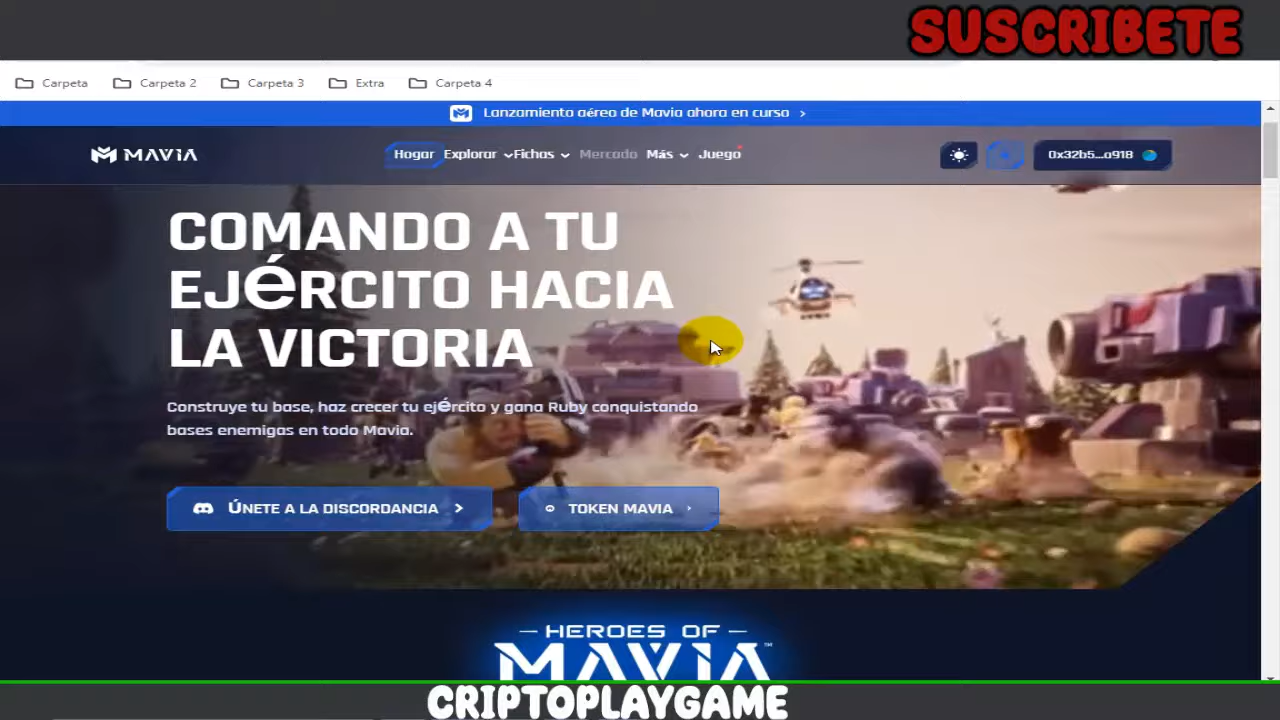 SUSCRIBETE
Carpeta Carpeta 2 Carpeta 3 Extra Carpeta 4
Lanzamiento aéreo de Mavia ahora en curso
MAVIA Hogar Explorar Fichas Mercado Más Juego 0x32b5...a918
COMANDO A TU
EJéRCITO HACIA
LA VICTORIA
Construye tu base, haz crecer tu ejército y gana Ruby conquistando
bases enemigas en todo Mavia.
ÚNETE A LA DISCORDANCIA TOKEN MAVIA
HEROES OF
MAVIA™
CRIPTOPLAYGAME